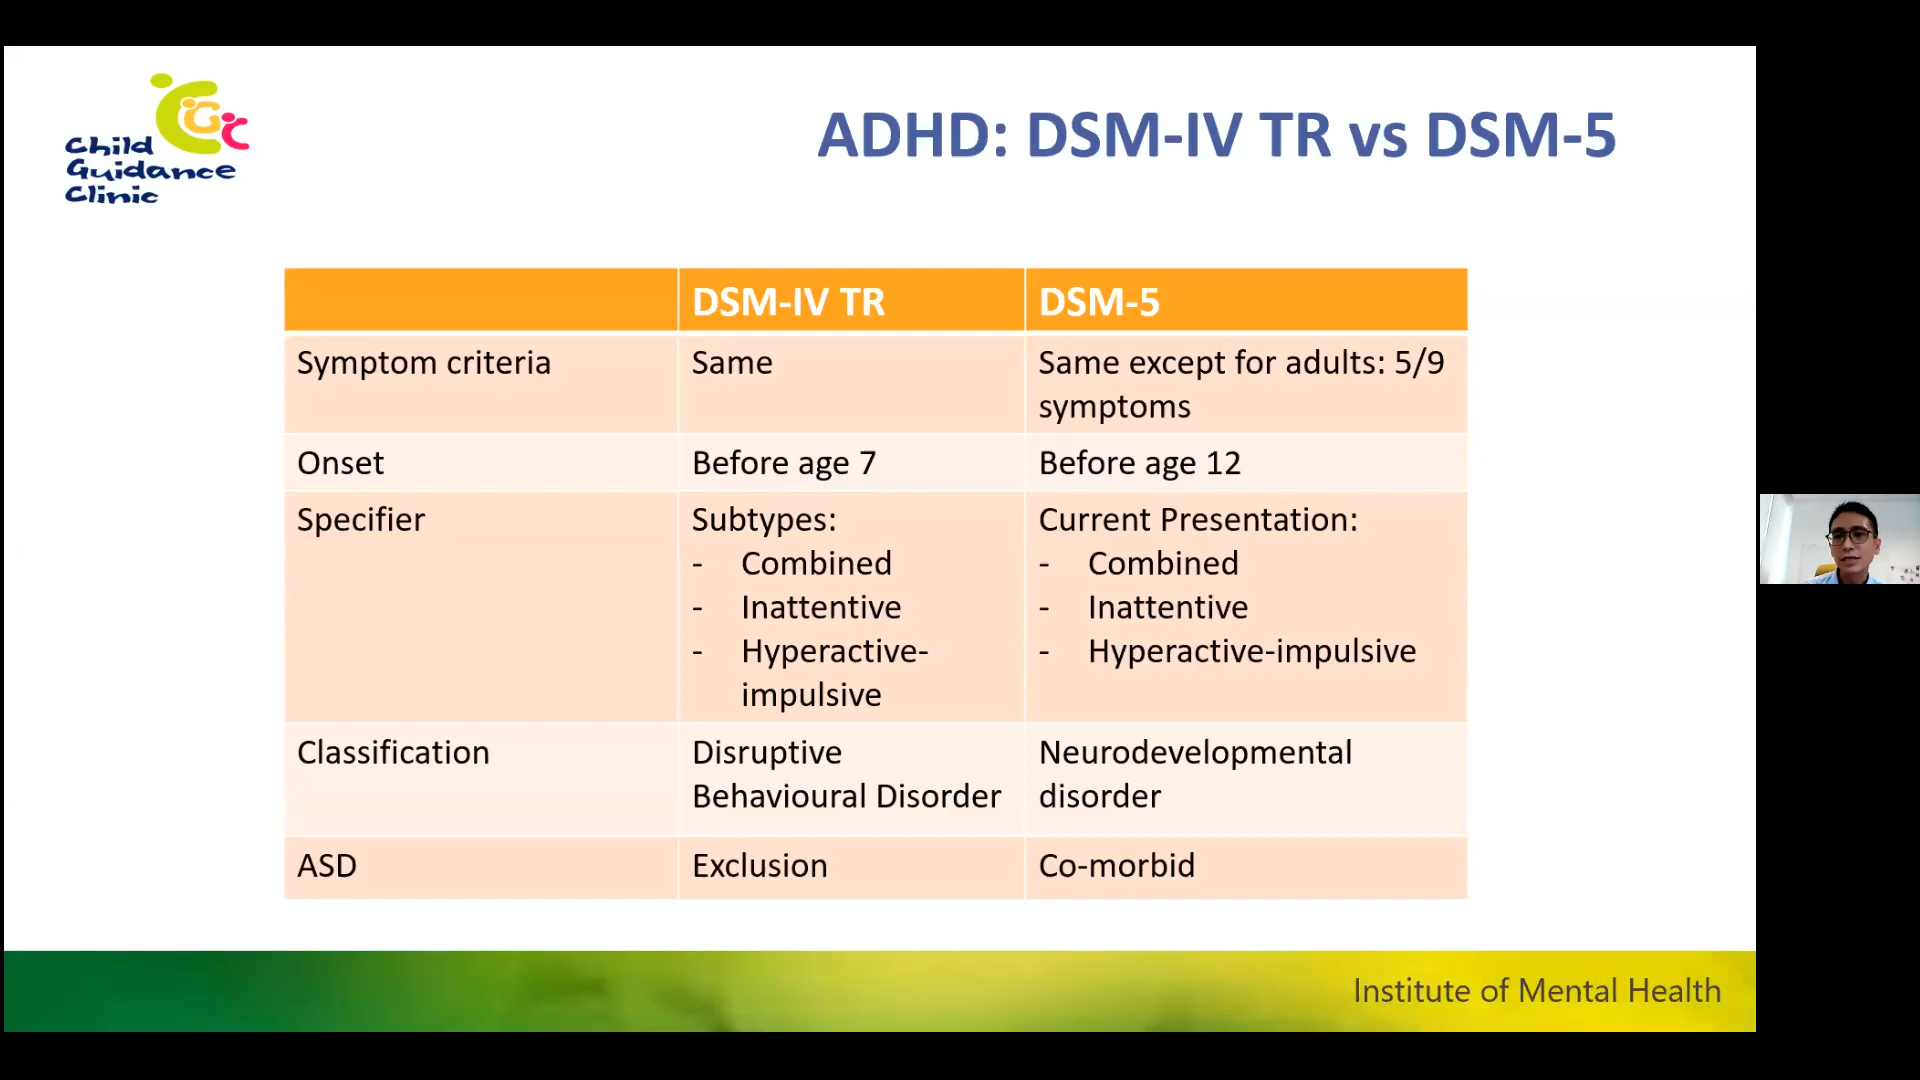 Child
Guidance
Clinic
CGC
ADHD: DSM-IV TR vs DSM-5
DSM-IV TR
DSM-5
Symptom criteria
Same
Same except for adults: 5/9
symptoms
Onset
Before age 7
Before age 12
Specifier
Subtypes:
- Combined
- Inattentive
- Hyperactive-
impulsive
Current Presentation:
- Combined
- Inattentive
- Hyperactive-impulsive
Classification
Disruptive
Behavioural Disorder
Neurodevelopmental
disorder
ASD
Exclusion
Co-morbid
Institute of Mental Health